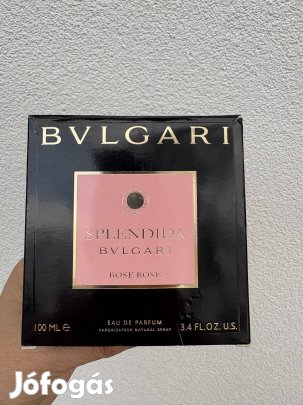 BVLGARI
SPLENDIDA
BVLGARI
ROSE ROSE
EAU DE PARFUM
VAPORISATEUR NATURAL SPRAY
100 ML ℮
3.4 FL.OZ. U.S.
Jófogás